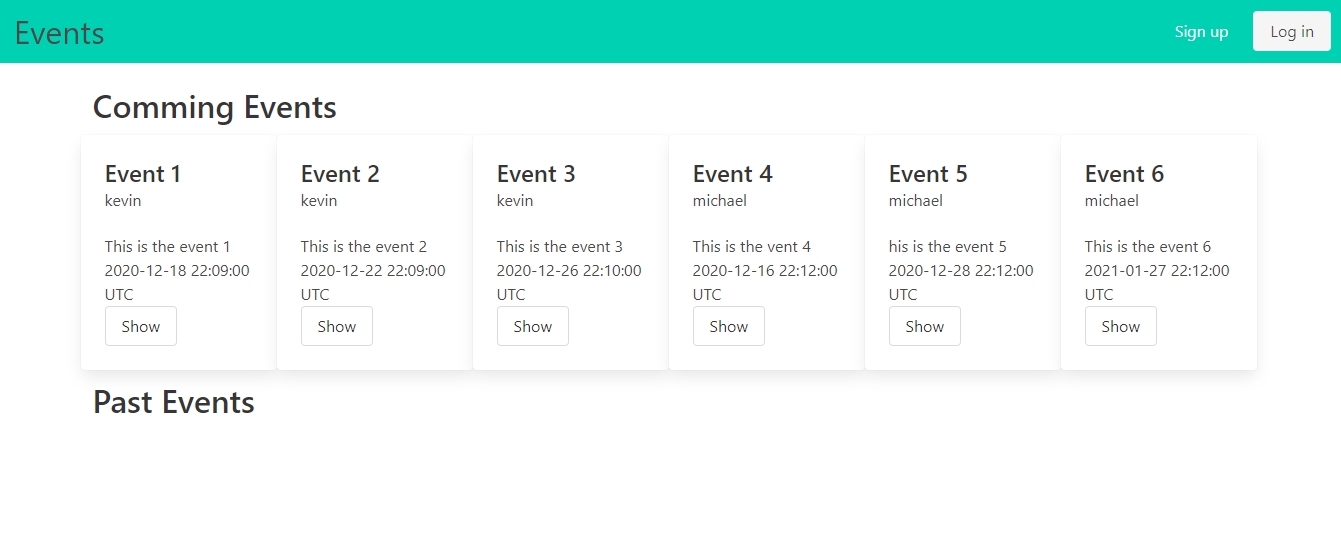 Events
Sign up
Log in
Comming Events
Event 1
kevin
This is the event 1
2020-12-18 22:09:00
UTC
Show
Event 2
kevin
This is the event 2
2020-12-22 22:09:00
UTC
Show
Event 3
kevin
This is the event 3
2020-12-26 22:10:00
UTC
Show
Event 4
michael
This is the vent 4
2020-12-16 22:12:00
UTC
Show
Event 5
michael
his is the event 5
2020-12-28 22:12:00
UTC
Show
Event 6
michael
This is the event 6
2021-01-27 22:12:00
UTC
Show
Past Events